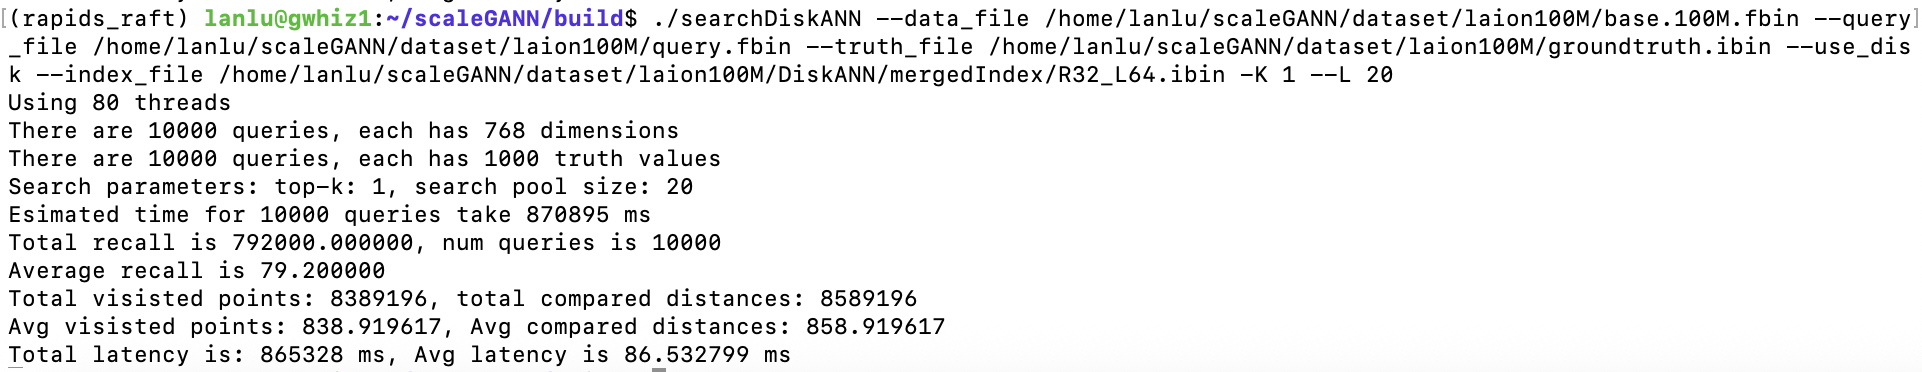 [(rapids_raft) lanlu@gwhiz1:~/scaleGANN/build$ ./searchDiskANN --data_file /home/lanlu/scaleGANN/dataset/laion100M/base.100M.fbin --query]
_file /home/lanlu/scaleGANN/dataset/laion100M/query.fbin --truth_file /home/lanlu/scaleGANN/dataset/laion100M/groundtruth.ibin --use_dis
k --index_file /home/lanlu/scaleGANN/dataset/laion100M/DiskANN/mergedIndex/R32_L64.ibin -K 1 --L 20
Using 80 threads
There are 10000 queries, each has 768 dimensions
There are 10000 queries, each has 1000 truth values
Search parameters: top-k: 1, search pool size: 20
Esimated time for 10000 queries take 870895 ms
Total recall is 792000.000000, num queries is 10000
Average recall is 79.200000
Total visisted points: 8389196, total compared distances: 8589196
Avg visisted points: 838.919617, Avg compared distances: 858.919617
Total latency is: 865328 ms, Avg latency is 86.532799 ms